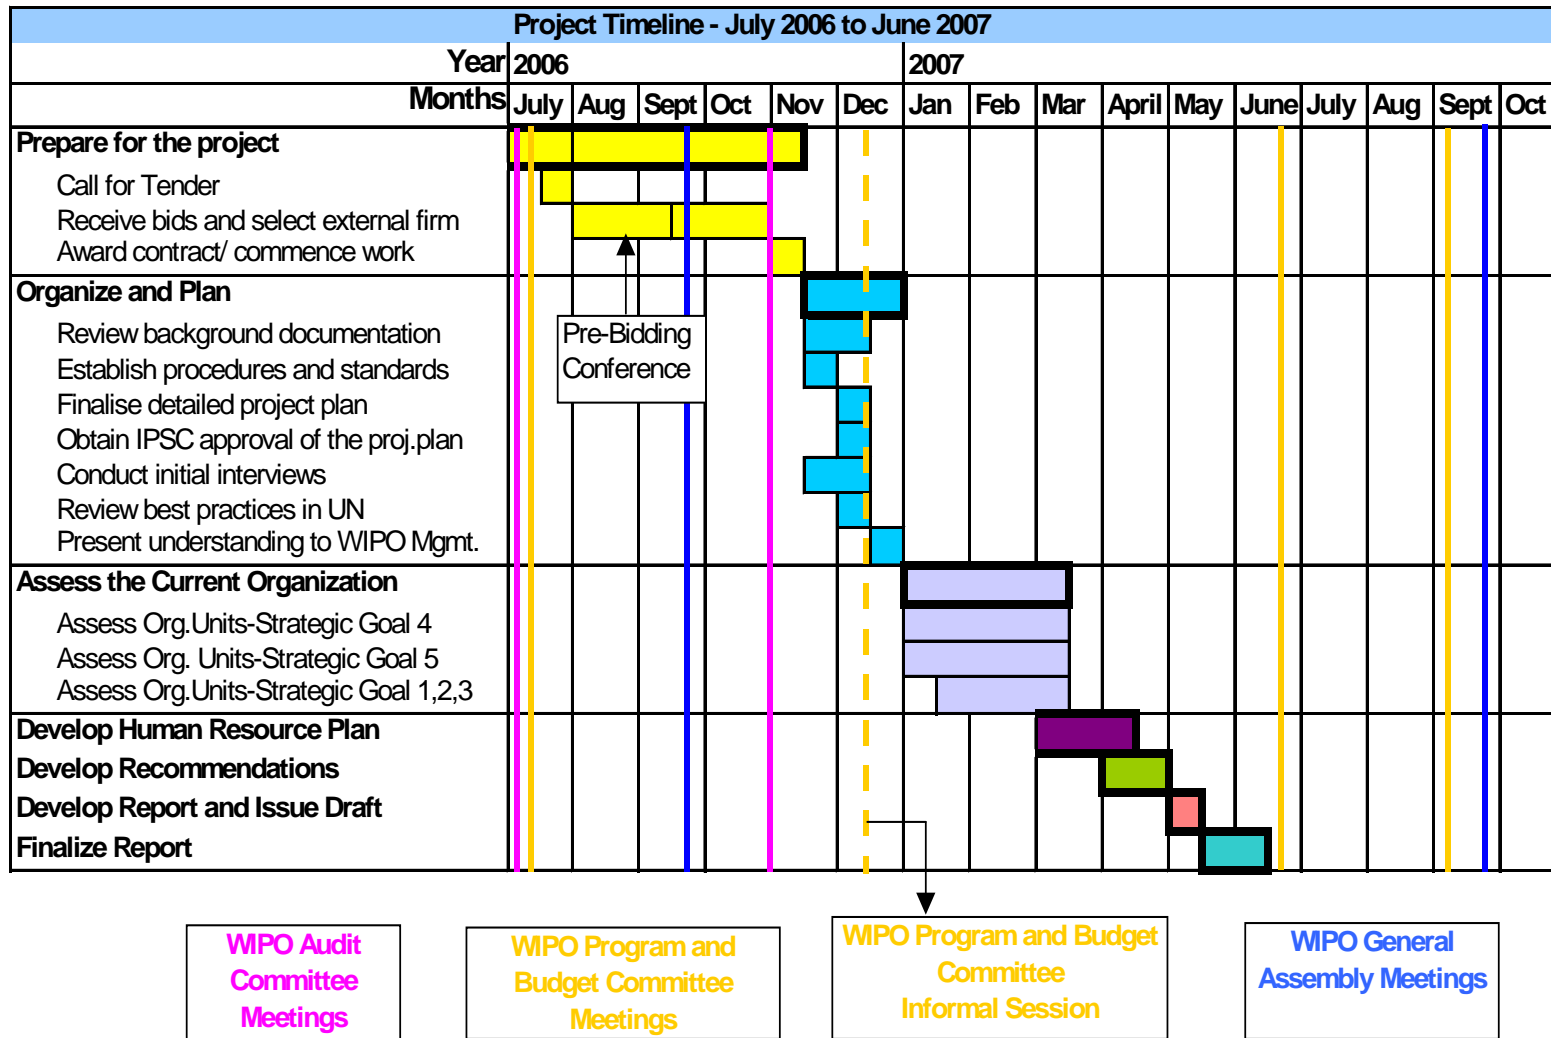 Project Timeline - July 2006 to June 2007
Year 2006 2007
Months July Aug Sept Oct Nov Dec Jan Feb Mar April May June July Aug Sept Oct
Prepare for the project
Call for Tender
Receive bids and select external firm
Award contract/ commence work
Organize and Plan
Review background documentation
Establish procedures and standards
Finalise detailed project plan
Obtain IPSC approval of the proj.plan
Conduct initial interviews
Review best practices in UN
Present understanding to WIPO Mgmt.
Pre-Bidding
Conference
Assess the Current Organization
Assess Org.Units-Strategic Goal 4
Assess Org. Units-Strategic Goal 5
Assess Org.Units-Strategic Goal 1,2,3
Develop Human Resource Plan
Develop Recommendations
Develop Report and Issue Draft
Finalize Report
WIPO Audit
Committee
Meetings
WIPO Program and
Budget Committee
Meetings
WIPO Program and Budget
Committee
Informal Session
WIPO General
Assembly Meetings